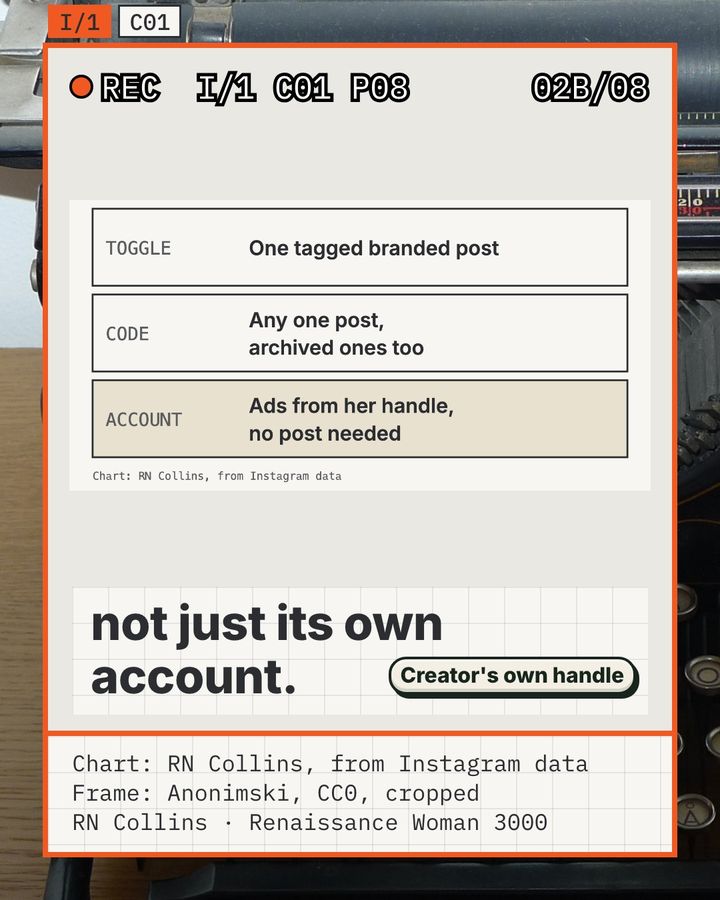 I/1 C01
REC I/1 C01 P08 02B/08
TOGGLE One tagged branded post
CODE Any one post,
archived ones too
ACCOUNT Ads from her handle,
no post needed
Chart: RN Collins, from Instagram data
not just its own
account.
Creator's own handle
Chart: RN Collins, from Instagram data
Frame: Anonimski, CC0, cropped
RN Collins · Renaissance Woman 3000